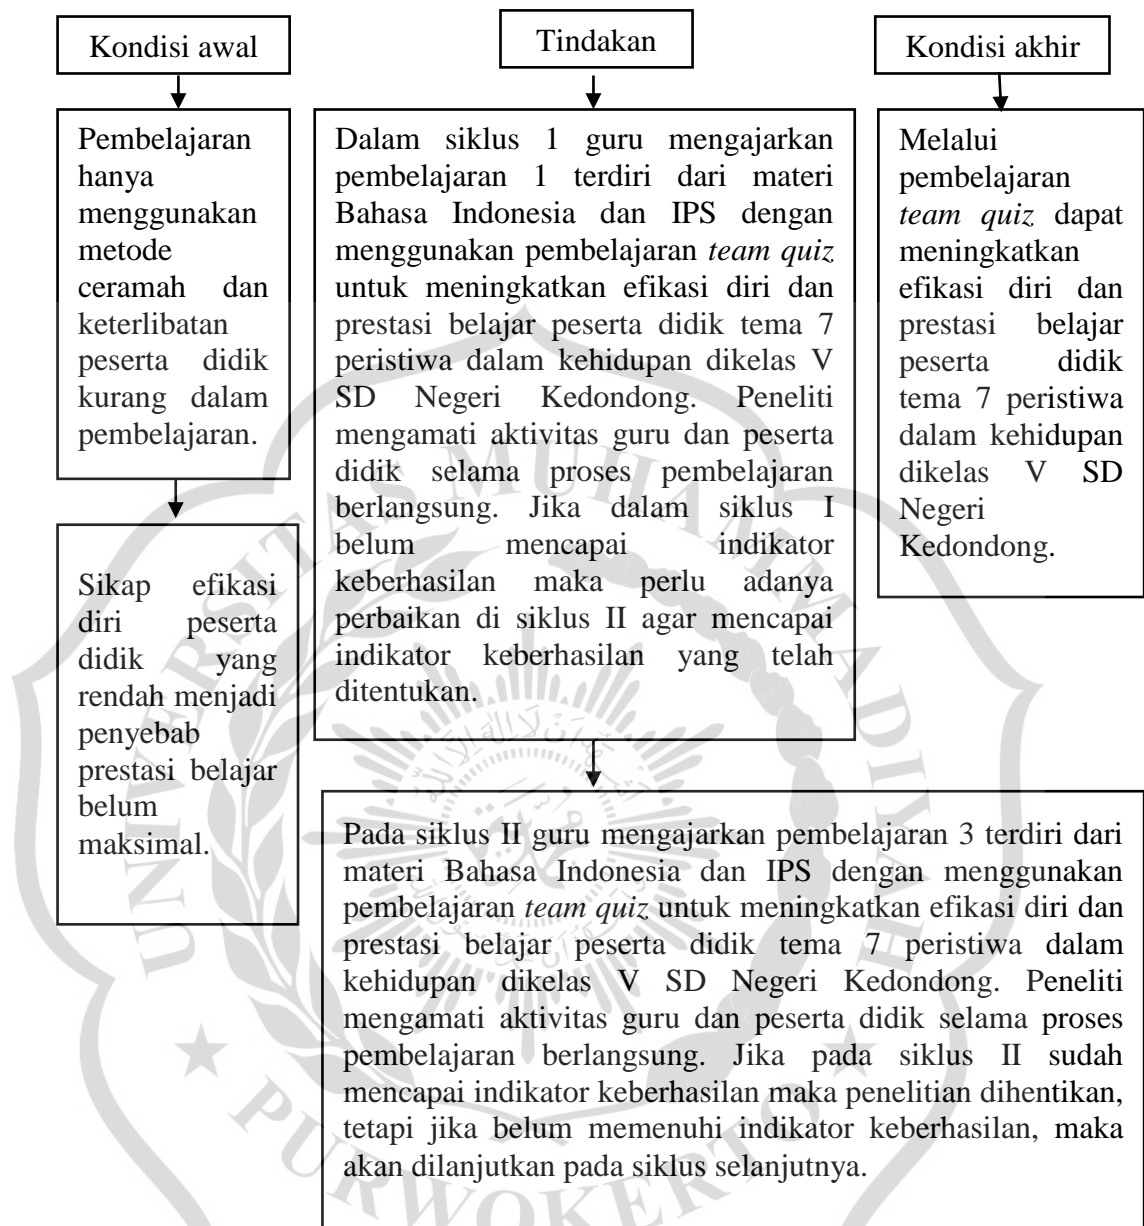 Kondisi awal
Pembelajaran
hanya
menggunakan
metode
ceramah dan
keterlibatan
peserta didik
kurang dalam
pembelajaran.
Sikap efikasi
diri peserta
didik yang
rendah menjadi
penyebab
prestasi belajar
belum
maksimal.
Tindakan
Dalam siklus 1 guru mengajarkan
pembelajaran 1 terdiri dari materi
Bahasa Indonesia dan IPS dengan
menggunakan pembelajaran team quiz
untuk meningkatkan efikasi diri dan
prestasi belajar peserta didik tema 7
peristiwa dalam kehidupan dikelas V
SD Negeri Kedondong. Peneliti
mengamati aktivitas guru dan peserta
didik selama proses pembelajaran
berlangsung. Jika dalam siklus I
belum mencapai indikator
keberhasilan maka perlu adanya
perbaikan di siklus II agar mencapai
indikator keberhasilan yang telah
ditentukan.
Pada siklus II guru mengajarkan pembelajaran 3 terdiri dari
materi Bahasa Indonesia dan IPS dengan menggunakan
pembelajaran team quiz untuk meningkatkan efikasi diri dan
prestasi belajar peserta didik tema 7 peristiwa dalam
kehidupan dikelas V SD Negeri Kedondong. Peneliti
mengamati aktivitas guru dan peserta didik selama proses
pembelajaran berlangsung. Jika pada siklus II sudah
mencapai indikator keberhasilan maka penelitian dihentikan,
tetapi jika belum memenuhi indikator keberhasilan, maka
akan dilanjutkan pada siklus selanjutnya.
Kondisi akhir
Melalui
pembelajaran
team quiz dapat
meningkatkan
efikasi diri dan
prestasi belajar
peserta didik
tema 7 peristiwa
dalam kehidupan
dikelas V SD
Negeri
Kedondong.
UNIVERSITAS MUHAMMADIYAH
PURWOKERTO